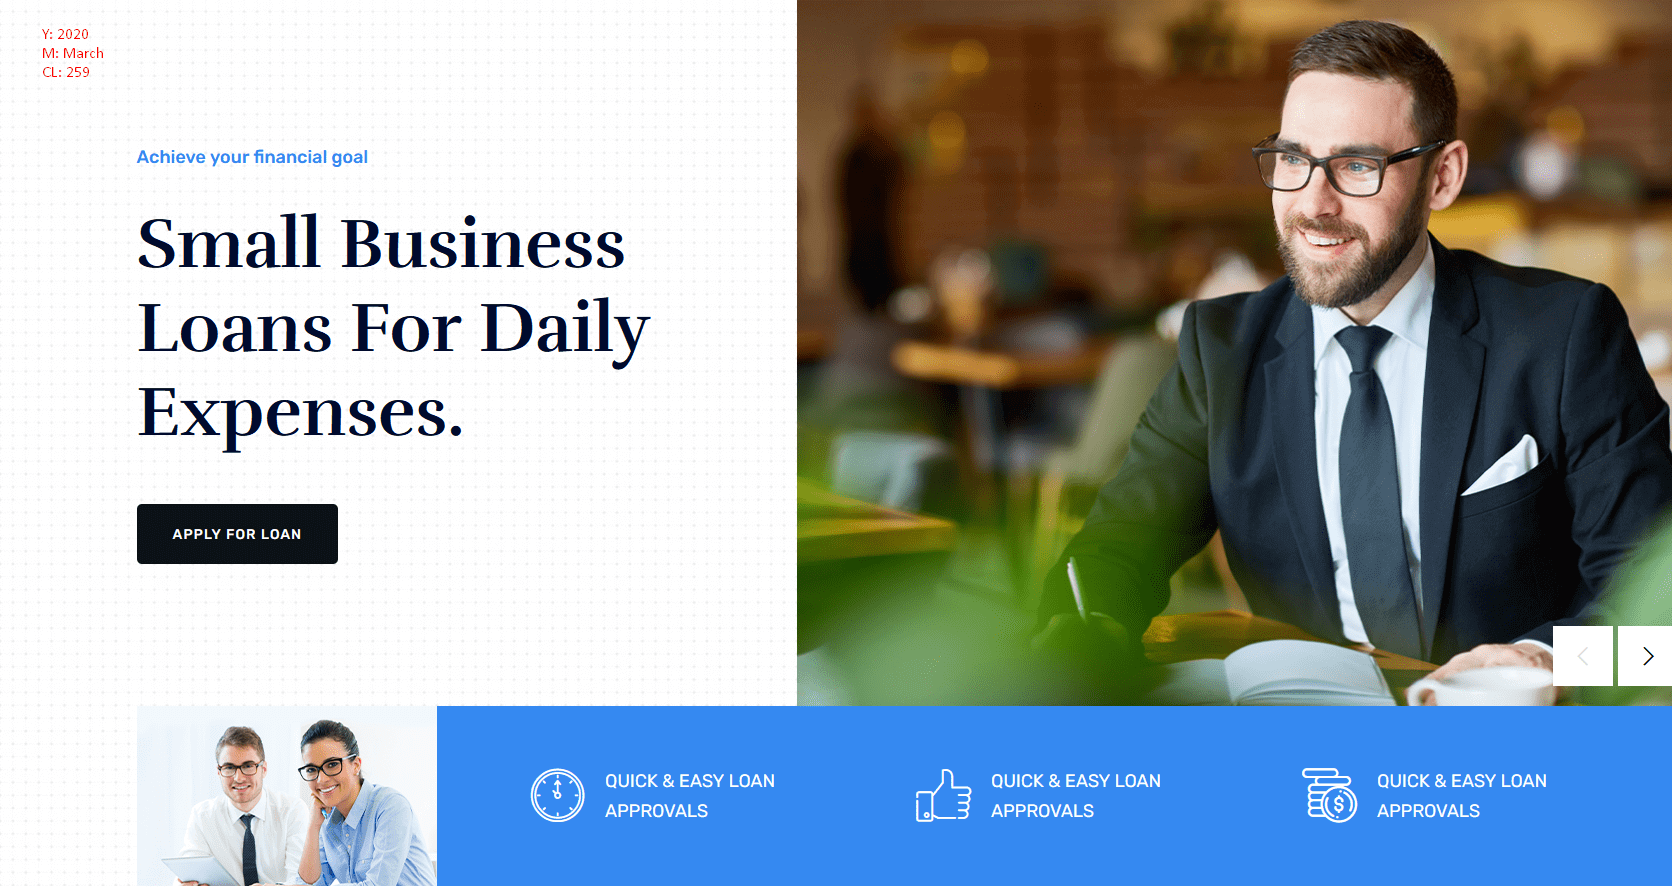 Y: 2020
M: March
CL: 259
Achieve your financial goal
Small Business
Loans For Daily
Expenses.
APPLY FOR LOAN
QUICK & EASY LOAN
APPROVALS
QUICK & EASY LOAN
APPROVALS
QUICK & EASY LOAN
APPROVALS